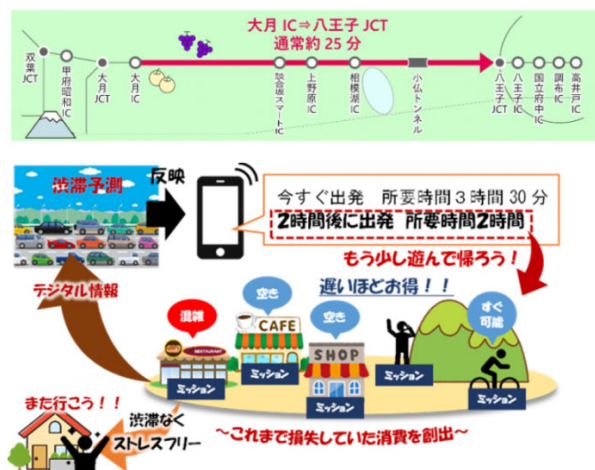 大月 IC⇒八王子 JCT
通常約 25 分
双葉JCT
甲府昭和IC
大月JCT
大月IC
談合坂スマートIC
上野原IC
相模湖IC
小仏トンネル
八王子JCT
八王子IC
国立府中IC
調布IC
高井戸IC
渋滞予測
反映
今すぐ出発 所要時間3時間 30 分
2時間後に出発 所要時間2時間
もう少し遊んで帰ろう！
デジタル情報
遅いほどお得！！
混雑
空き
空き
すぐ
可能
RESTAURANT
CAFE
SHOP
ミッション
ミッション
ミッション
ミッション
ミッション
また行こう！！
渋滞なく
ストレスフリー
～これまで損失していた消費を創出～